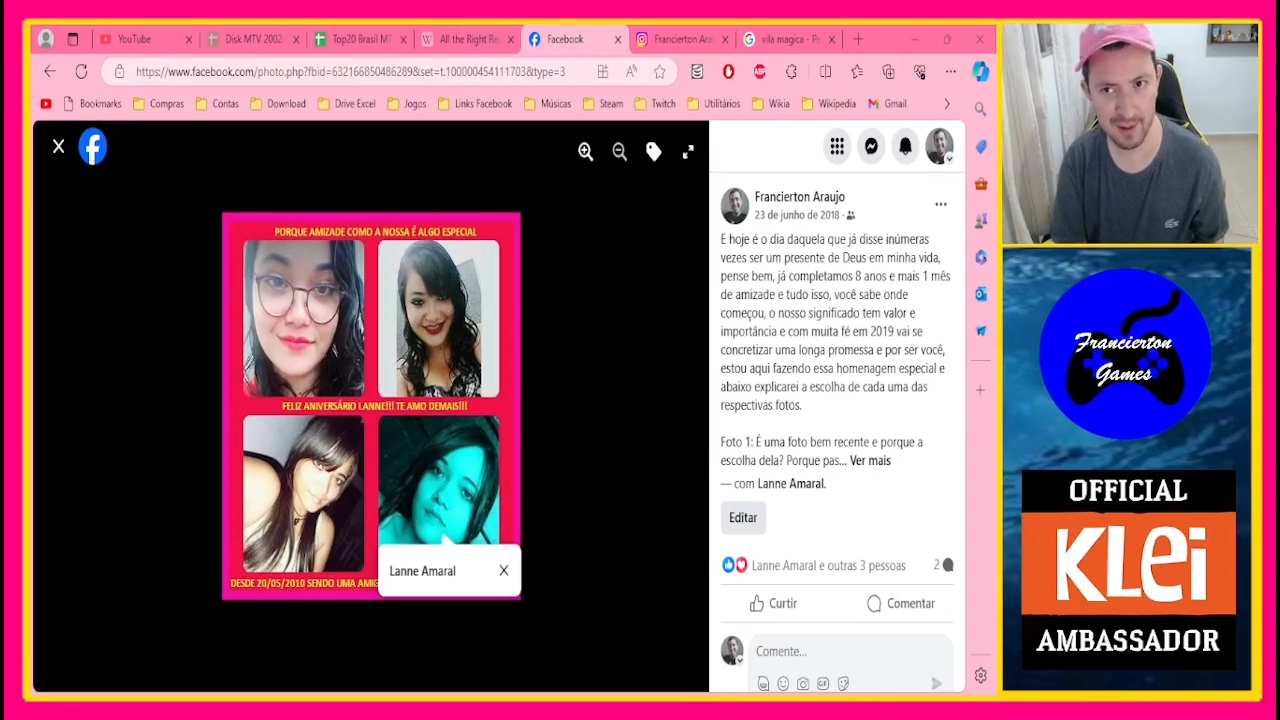 YouTube
Disk MTV 2002
Top20 Brasil MT
All the Right Re
Facebook
Francierton Arau
vila magica - Pe
https://www.facebook.com/photo.php?fbid=632166850486289&set=t.100000454111703&type=3
Bookmarks
Compras
Contas
Download
Drive Excel
Jogos
Links Facebook
Músicas
Steam
Twitch
Utilitários
Wikia
Wikipedia
Gmail
PORQUE AMIZADE COMO A NOSSA É ALGO ESPECIAL
FELIZ ANIVERSÁRIO LANNE!!! TE AMO DEMAIS!!!
DESDE 20/05/2010 SENDO UMA AMIG
Lanne Amaral
Francierton Araujo
23 de junho de 2018
E hoje é o dia daquela que já disse inúmeras
vezes ser um presente de Deus em minha vida,
pense bem, já completamos 8 anos e mais 1 mês
de amizade e tudo isso, você sabe onde
começou, o nosso significado tem valor e
importância e com muita fé em 2019 vai se
concretizar uma longa promessa e por ser você,
estou aqui fazendo essa homenagem especial e
abaixo explicarei a escolha de cada uma das
respectivas fotos.
Foto 1: É uma foto bem recente e porque a
escolha dela? Porque pas... Ver mais
— com Lanne Amaral.
Editar
Lanne Amaral e outras 3 pessoas
2
Curtir
Comentar
Comente...
GIF
Francierton
Games
OFFICIAL
KLei
AMBASSADOR